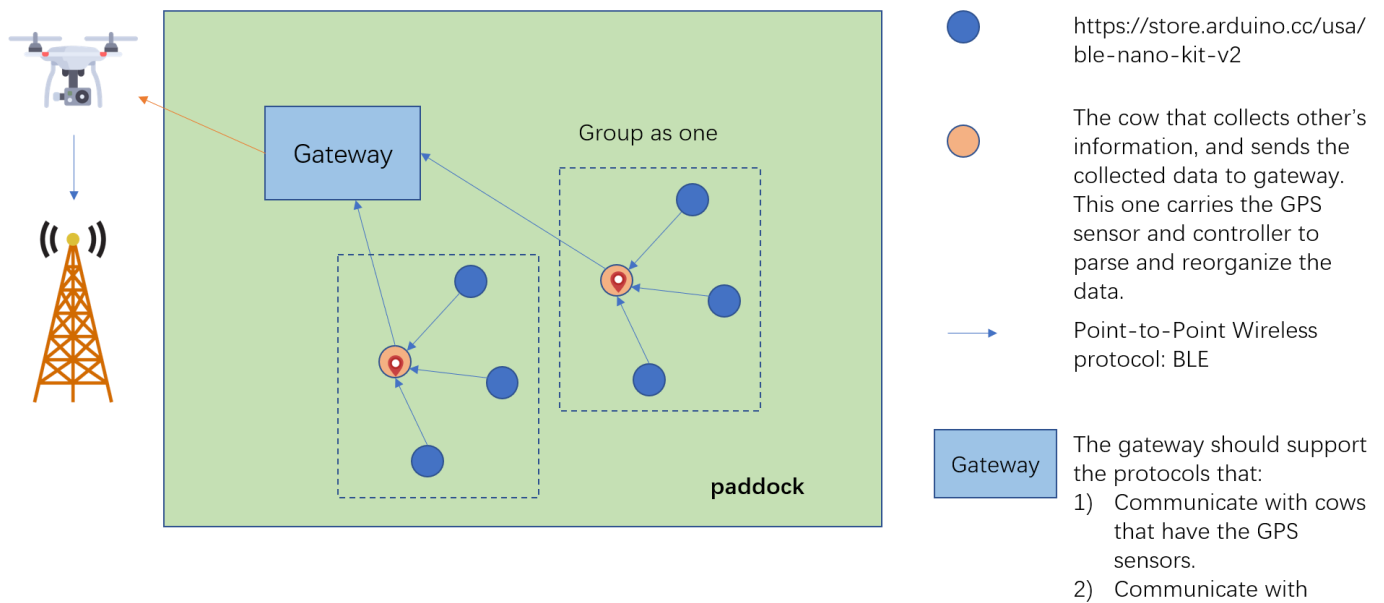 Gateway
Group as one
paddock
https://store.arduino.cc/usa/
ble-nano-kit-v2
The cow that collects other’s
information, and sends the
collected data to gateway.
This one carries the GPS
sensor and controller to
parse and reorganize the
data.
Point-to-Point Wireless
protocol: BLE
Gateway
The gateway should support
the protocols that:
1) Communicate with cows
that have the GPS
sensors.
2) Communicate with